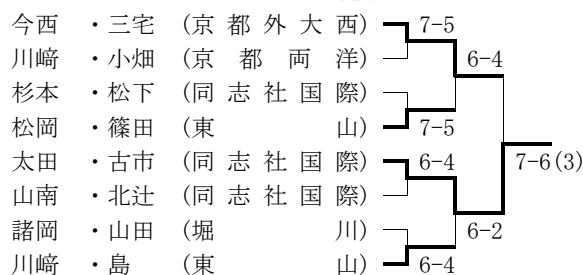 今西・三宅 (京都外大西) 7-5
川﨑・小畑 (京都両洋) 6-4
杉本・松下 (同志社国際)
松岡・篠田 (東山) 7-5
太田・古市 (同志社国際) 6-4 7-6(3)
山南・北辻 (同志社国際)
諸岡・山田 (堀川) 6-2
川﨑・島 (東山) 6-4